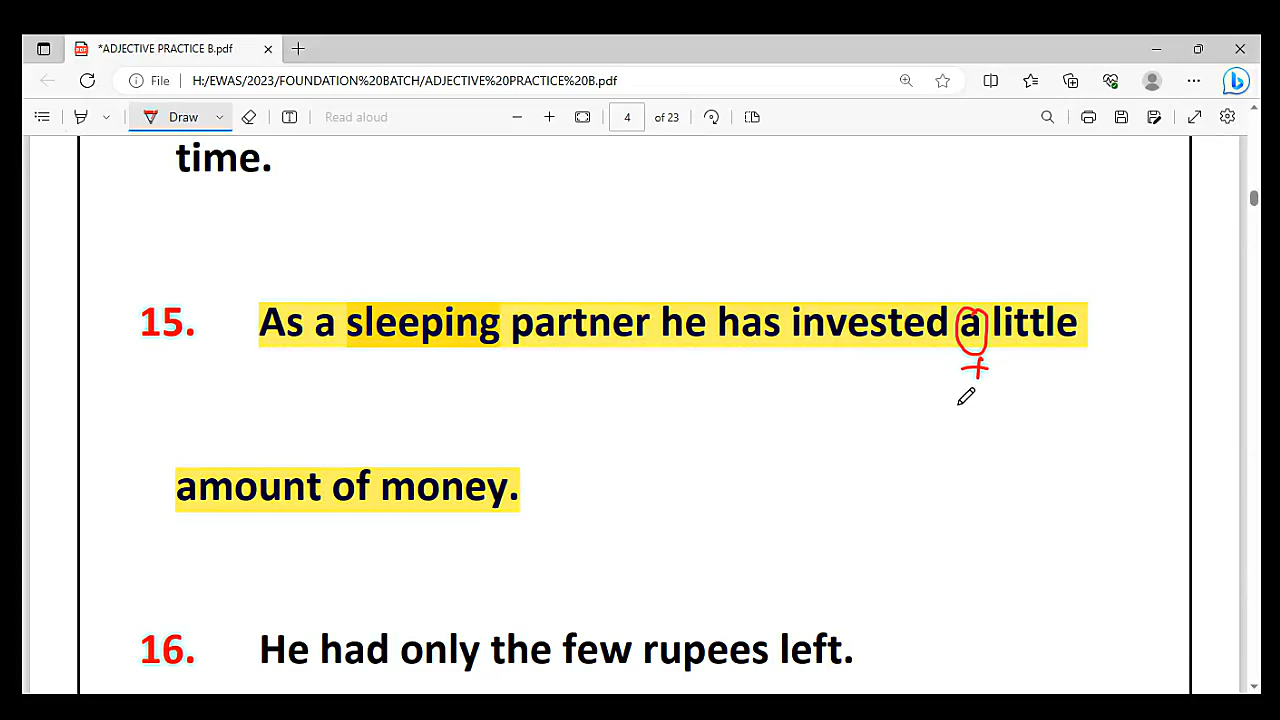 *ADJECTIVE PRACTICE B.pdf
File H:/EWAS/2023/FOUNDATION%20BATCH/ADJECTIVE%20PRACTICE%20B.pdf
Draw Read aloud 4 of 23
time.
15. As a sleeping partner he has invested a little
+
amount of money.
16. He had only the few rupees left.